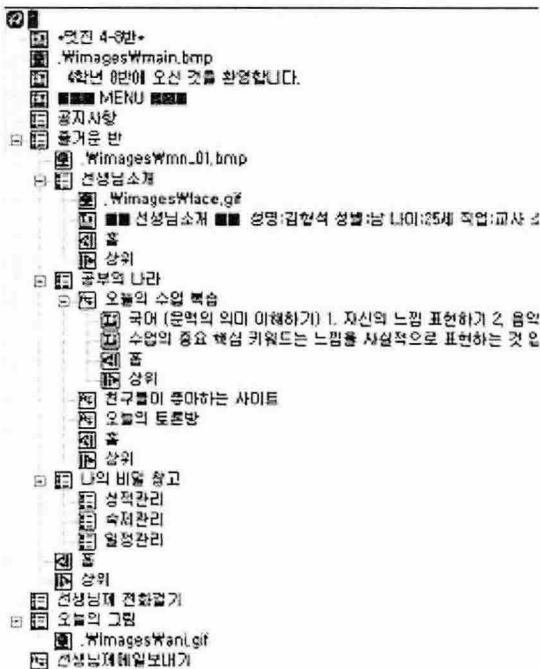 *멋진 4-8반*
.₩images₩main.bmp
4학년 8반에 오신 것을 환영합니다.
■■■ MENU ■■■
공지사항
즐거운 반
.₩images₩mn_01.bmp
선생님소개
.₩images₩face.gif
■■ 선생님소개 ■■ 성명:김형석 성별:남 나이:25세 직업:교사
홈
상위
공부의 나라
오늘의 수업 복습
국어 (문맥의 의미 이해하기) 1. 자신의 느낌 표현하기 2. 음악
수업의 중요 핵심 키워드는 느낌을 사실적으로 표현하는 것 입
홈
상위
친구들이 좋아하는 사이트
오늘의 토론방
홈
상위
나의 비밀 창고
성적관리
숙제관리
일정관리
홈
상위
선생님께 전화걸기
오늘의 그림
.₩images₩ani.gif
선생님께메일보내기